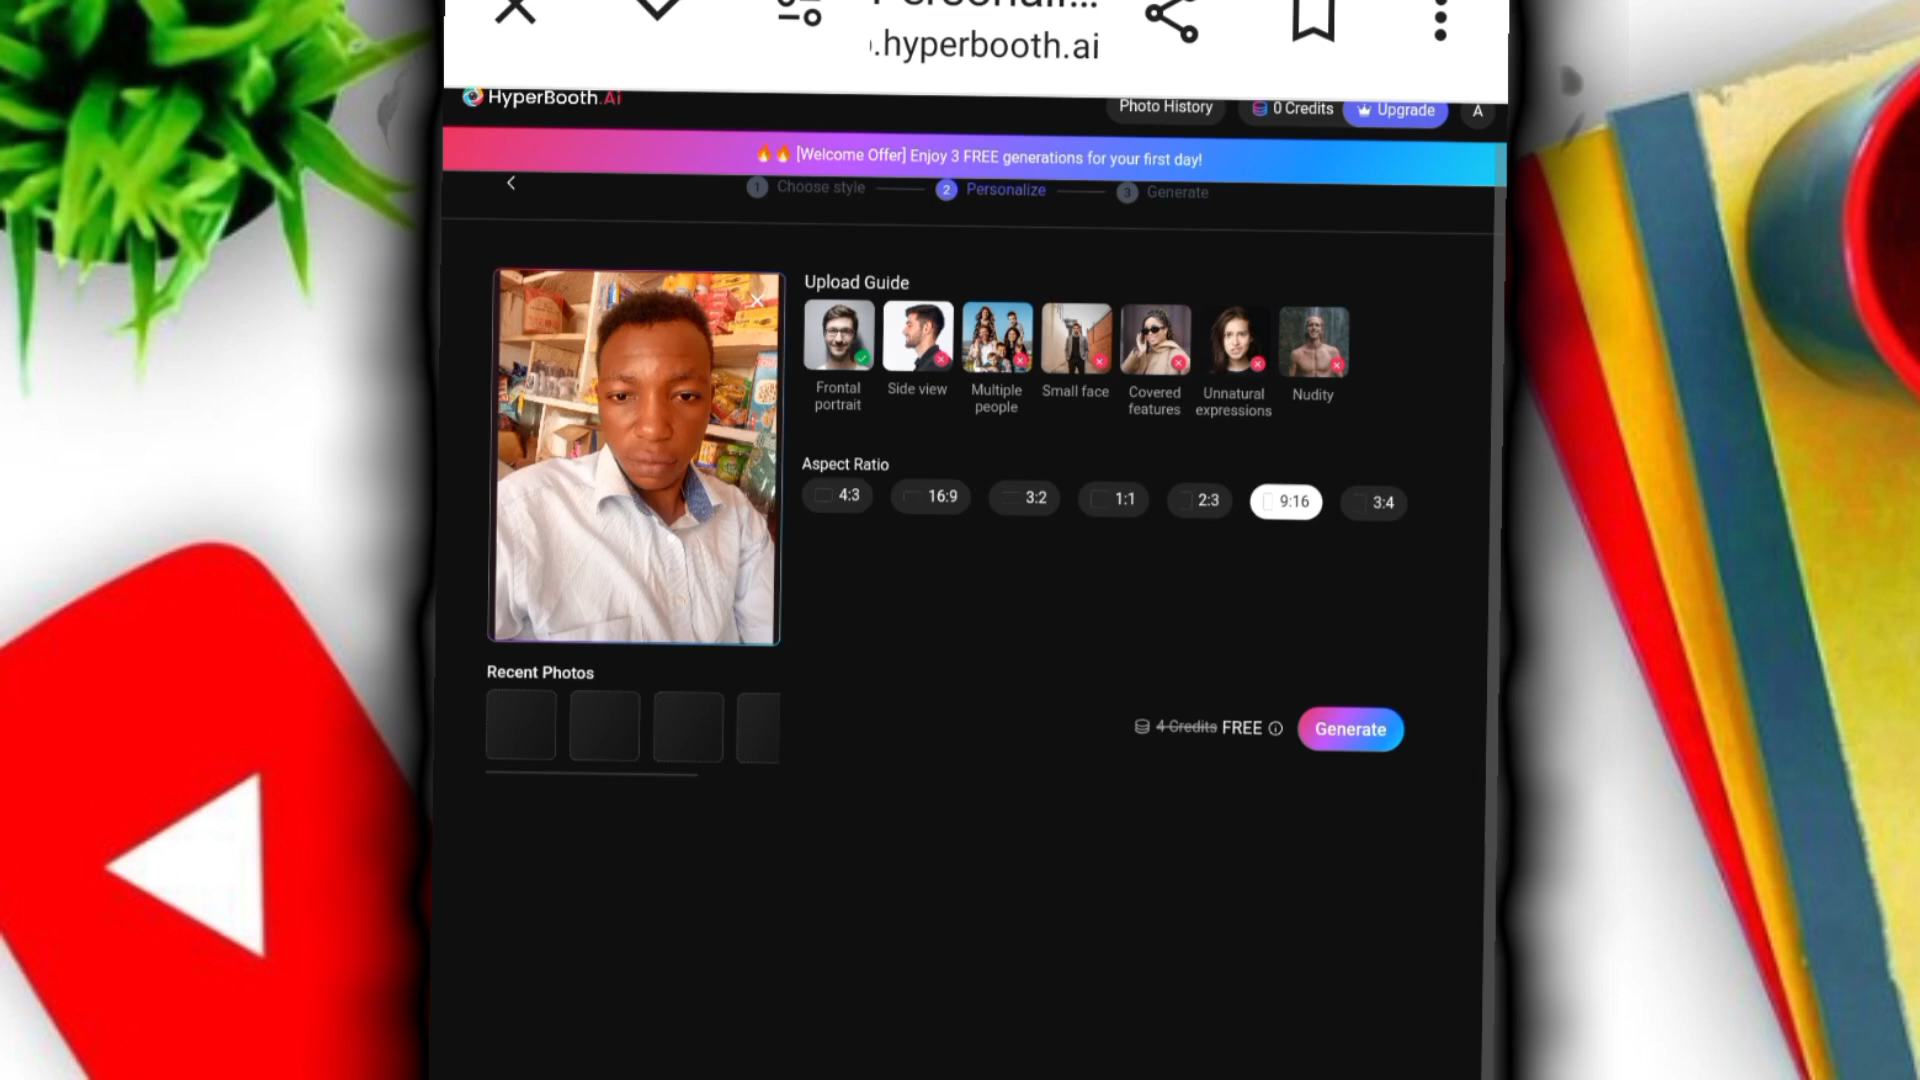 .hyperbooth.ai
HyperBooth.Ai
Photo History
0 Credits
Upgrade
A
🔥🔥 [Welcome Offer] Enjoy 3 FREE generations for your first day!
1 Choose style
2 Personalize
3 Generate
Upload Guide
Frontal portrait
Side view
Multiple people
Small face
Covered features
Unnatural expressions
Nudity
Aspect Ratio
4:3
16:9
3:2
1:1
2:3
9:16
3:4
Recent Photos
4 Credits FREE
Generate